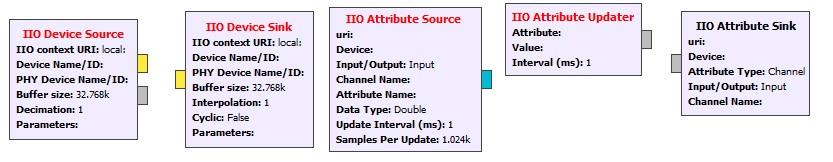 IIO Device Source
IIO context URI: local:
Device Name/ID:
PHY Device Name/ID:
Buffer size: 32.768k
Decimation: 1
Parameters:
IIO Device Sink
IIO context URI: local:
Device Name/ID:
PHY Device Name/ID:
Buffer size: 32.768k
Interpolation: 1
Cyclic: False
Parameters:
IIO Attribute Source
uri:
Device:
Input/Output: Input
Channel Name:
Attribute Name:
Data Type: Double
Update Interval (ms): 1
Samples Per Update: 1.024k
IIO Attribute Updater
Attribute:
Value:
Interval (ms): 1
IIO Attribute Sink
uri:
Device:
Attribute Type: Channel
Input/Output: Input
Channel Name: